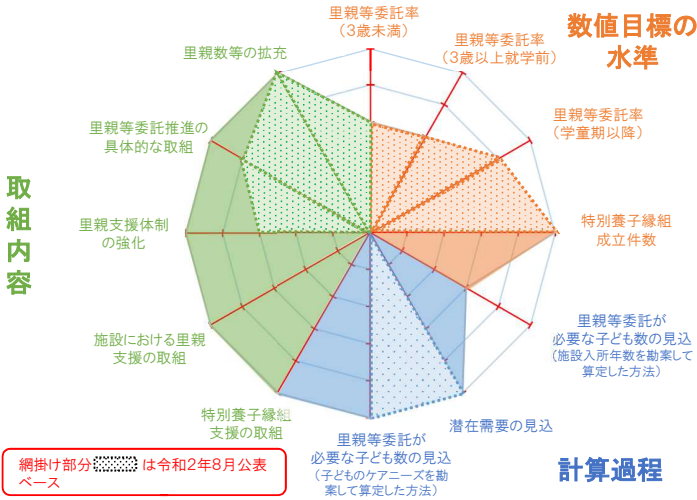 里親等委託率
（３歳未満）
里親等委託率
（３歳以上就学前）
数値目標の
水準
里親等委託率
（学童期以降）
特別養子縁組
成立件数
里親等委託が
必要な子ども数の見込
（施設入所年数を勘案して
算定した方法）
潜在需要の見込
計算過程
里親等委託が
必要な子ども数の見込
（子どものケアニーズを勘
案して算定した方法）
特別養子縁組
支援の取組
施設における里親
支援の取組
里親支援体制
の強化
里親等委託推進の
具体的な取組
里親数等の拡充
取組内容
網掛け部分 は令和２年８月公表
ベース